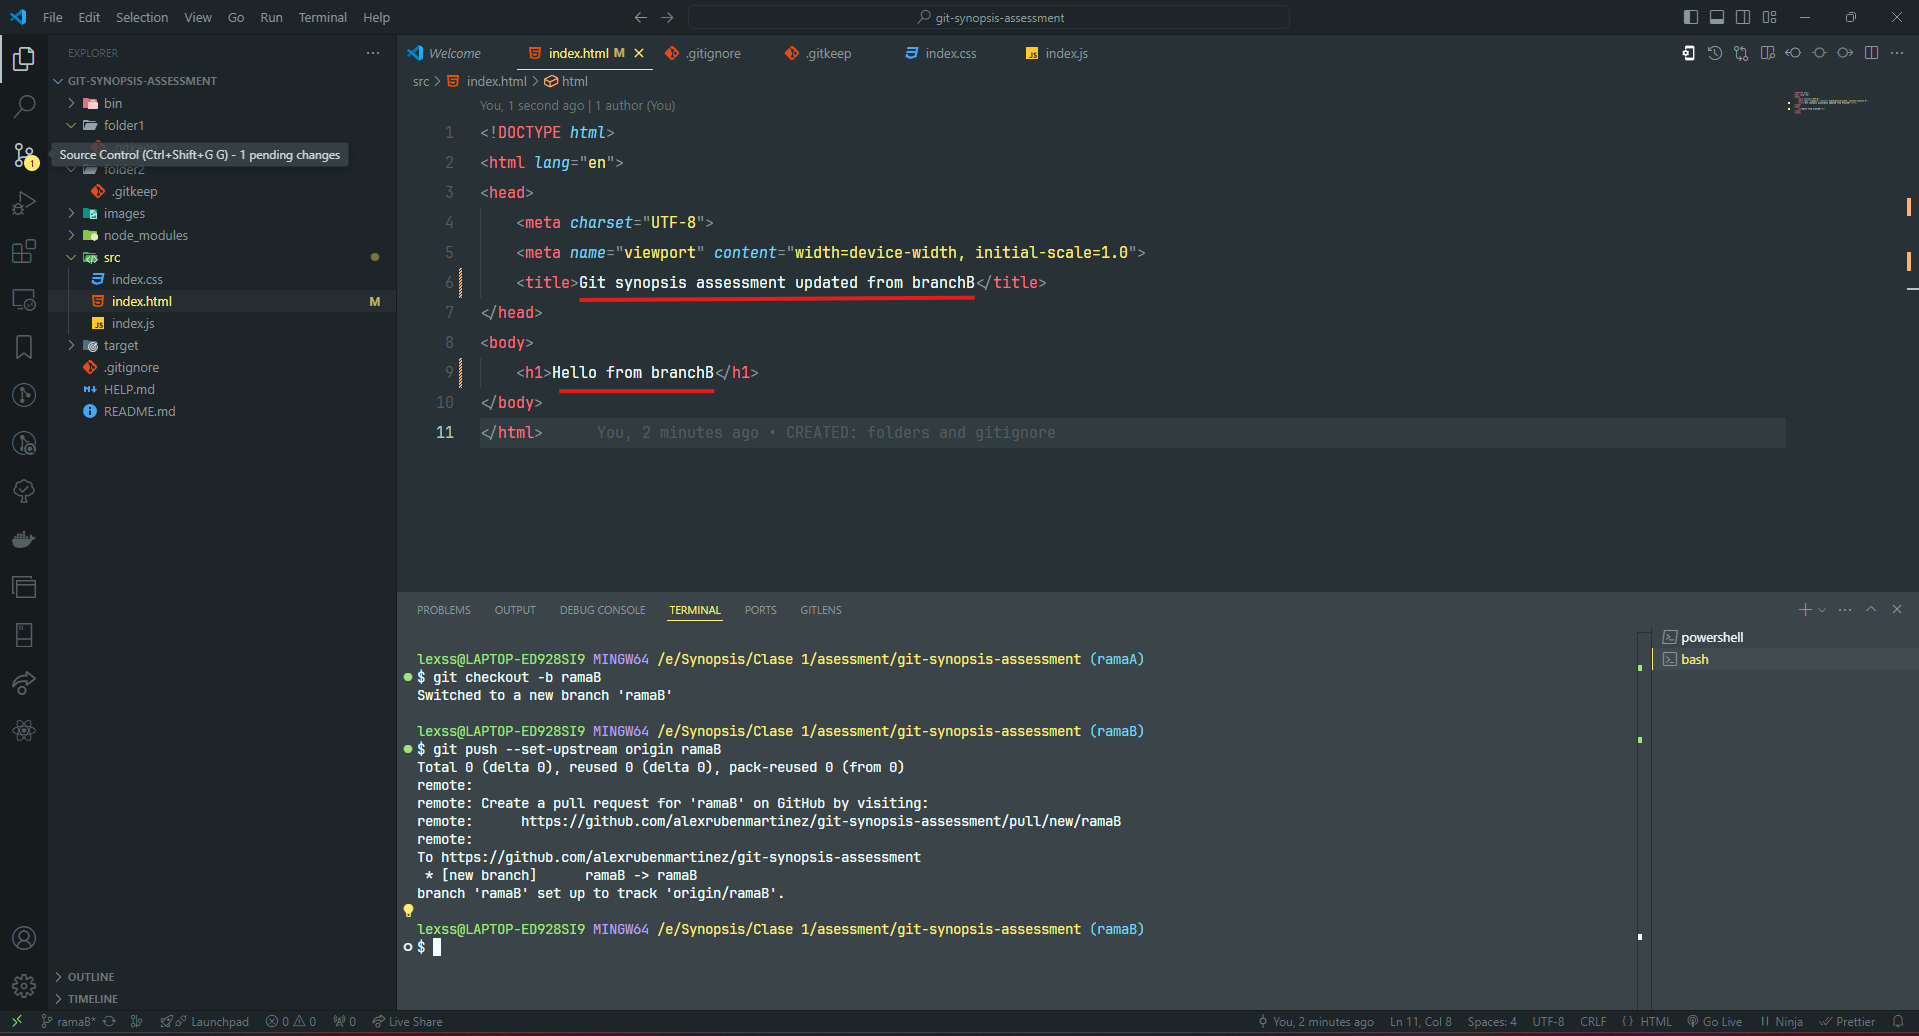 File Edit Selection View Go Run Terminal Help
git-synopsis-assessment
EXPLORER
GIT-SYNOPSIS-ASSESSMENT
bin
folder1
Source Control (Ctrl+Shift+G G) - 1 pending changes
1
folder2
.gitkeep
images
node_modules
src
index.css
index.html M
index.js
target
.gitignore
HELP.md
README.md
OUTLINE
TIMELINE
Welcome index.html M .gitignore .gitkeep index.css index.js
src > index.html > html
You, 1 second ago | 1 author (You)
1 <!DOCTYPE html>
2 <html lang="en">
3 <head>
4 <meta charset="UTF-8">
5 <meta name="viewport" content="width=device-width, initial-scale=1.0">
6 <title>Git synopsis assessment updated from branchB</title>
7 </head>
8 <body>
9 <h1>Hello from branchB</h1>
10 </body>
11 </html> You, 2 minutes ago • CREATED: folders and gitignore
PROBLEMS OUTPUT DEBUG CONSOLE TERMINAL PORTS GITLENS
powershell
bash
lexss@LAPTOP-ED928SI9 MINGW64 /e/Synopsis/Clase 1/asessment/git-synopsis-assessment (ramaA)
$ git checkout -b ramaB
Switched to a new branch 'ramaB'
lexss@LAPTOP-ED928SI9 MINGW64 /e/Synopsis/Clase 1/asessment/git-synopsis-assessment (ramaB)
$ git push --set-upstream origin ramaB
Total 0 (delta 0), reused 0 (delta 0), pack-reused 0 (from 0)
remote:
remote: Create a pull request for 'ramaB' on GitHub by visiting:
remote: https://github.com/alexrubenmartinez/git-synopsis-assessment/pull/new/ramaB
remote:
To https://github.com/alexrubenmartinez/git-synopsis-assessment
* [new branch] ramaB -> ramaB
branch 'ramaB' set up to track 'origin/ramaB'.
lexss@LAPTOP-ED928SI9 MINGW64 /e/Synopsis/Clase 1/asessment/git-synopsis-assessment (ramaB)
$
ramaB* Launchpad 0 0 0 Live Share You, 2 minutes ago Ln 11, Col 8 Spaces: 4 UTF-8 CRLF {} HTML Go Live Ninja Prettier